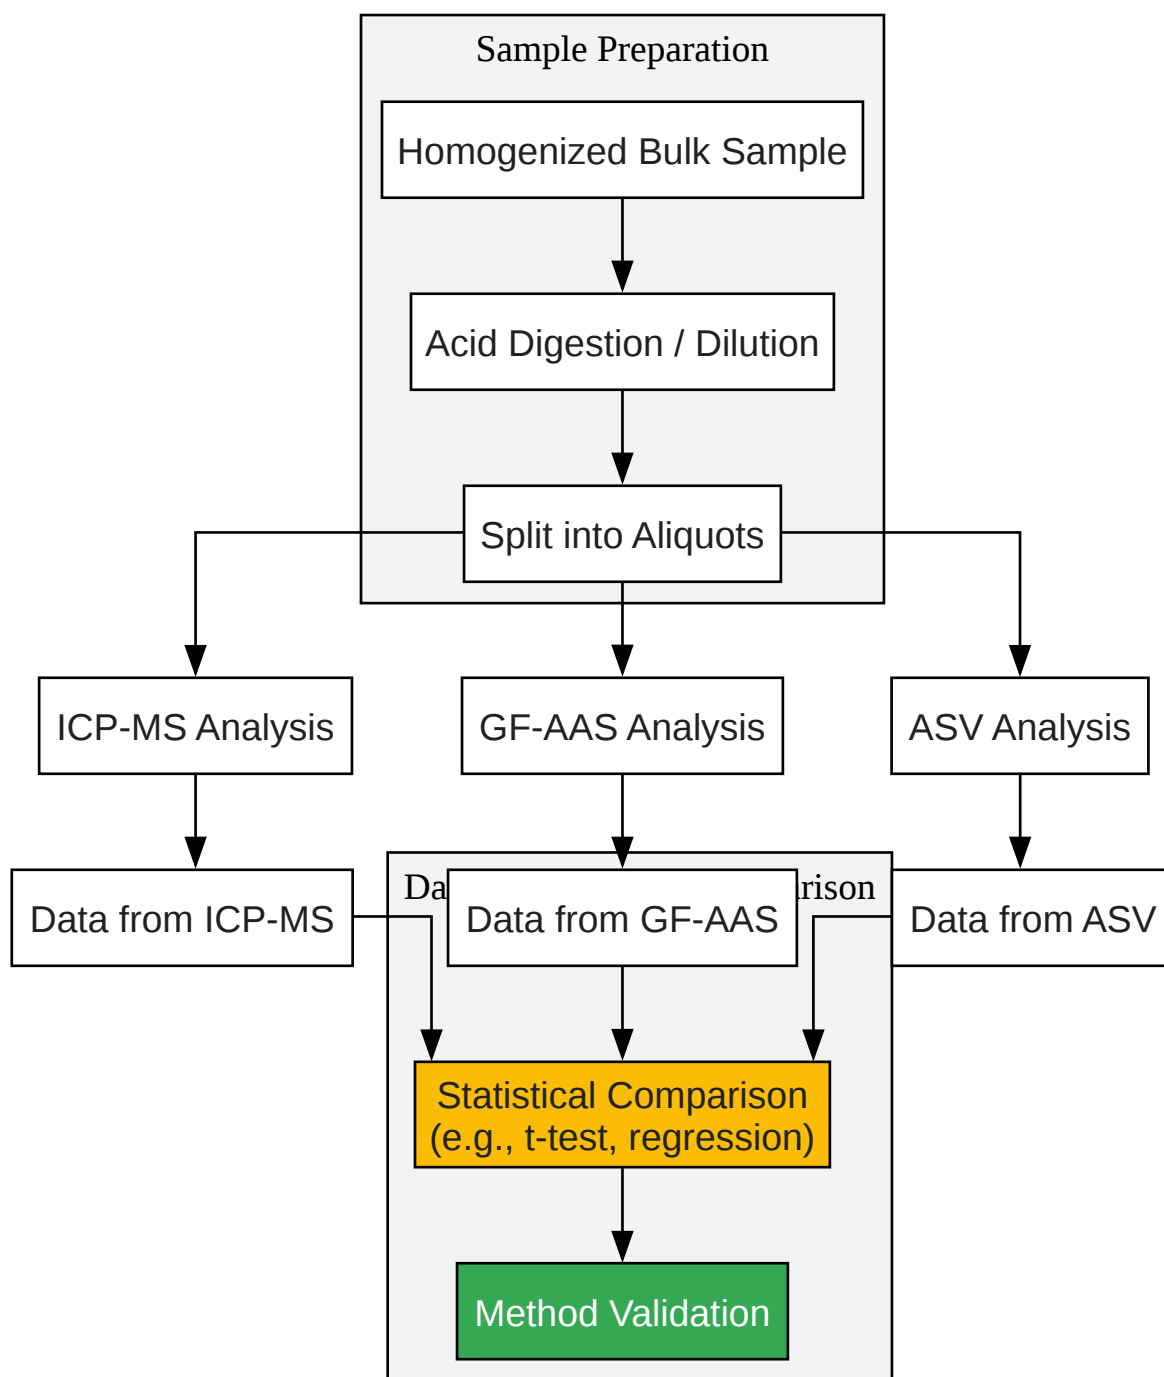 Sample Preparation
Homogenized Bulk Sample
Acid Digestion / Dilution
Split into Aliquots
ICP-MS Analysis
GF-AAS Analysis
ASV Analysis
Data from ICP-MS
Data from GF-AAS
Data from ASV
Statistical Comparison
(e.g., t-test, regression)
Method Validation